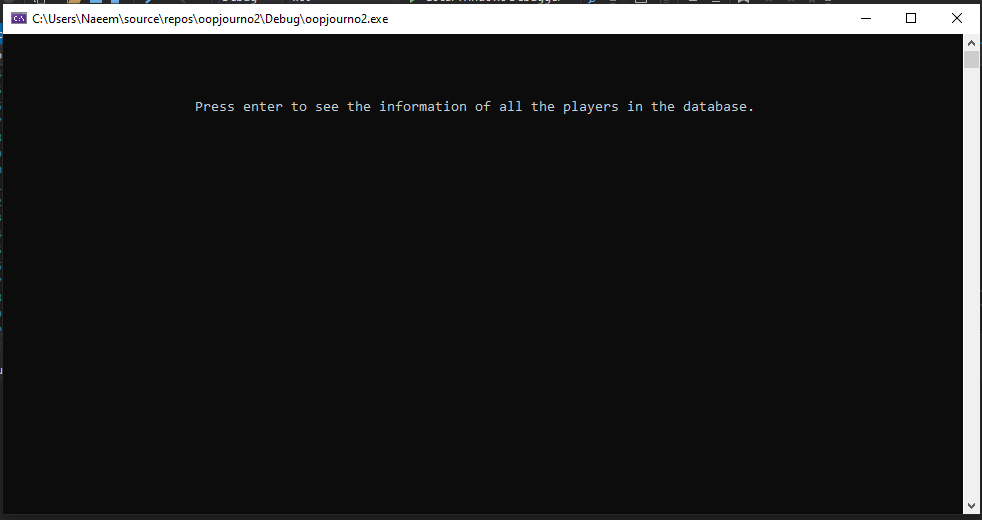 C:\Users\Naeem\source\repos\oopjourno2\Debug\oopjourno2.exe
Press enter to see the information of all the players in the database.